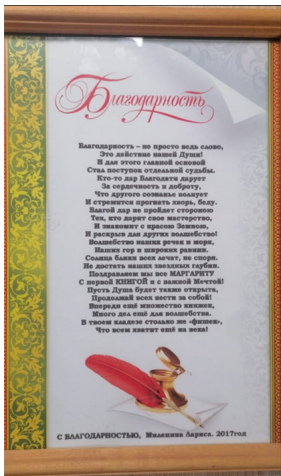 Благодарность
Благодарность – не просто ведь слово,
Это действие нашей Души!
И для этого главной основой
Стал поступок отдельной судьбы.
Кто-то дар Благодати дарует
За сердечность и доброту,
Что другого сознанье волнует
И стремится прогнать хворь, беду.
Благой дар не пройдет стороною
Тех, кто дарит свое мастерство,
И знакомит с красою Земною,
И раскрыв для других волшебство!
Волшебство наших речек и моря,
Наших гор и широких равнин.
Солнца блики всех лечат, не споря.
Не достать наших звездных глубин.
Поздравляем мы все МАРГАРИТУ
С первой КНИГОЙ и с важной Мечтой!
Пусть Душа будет также открыта,
Продолжай всех вести за собой!
Впереди ещё множество книжек,
Много дел ещё для волшебства.
В твоем кладезе столько же «фишек»,
Что всем хватит ещё на века!
С БЛАГОДАРНОСТЬЮ, Миленина Лариса. 2017год